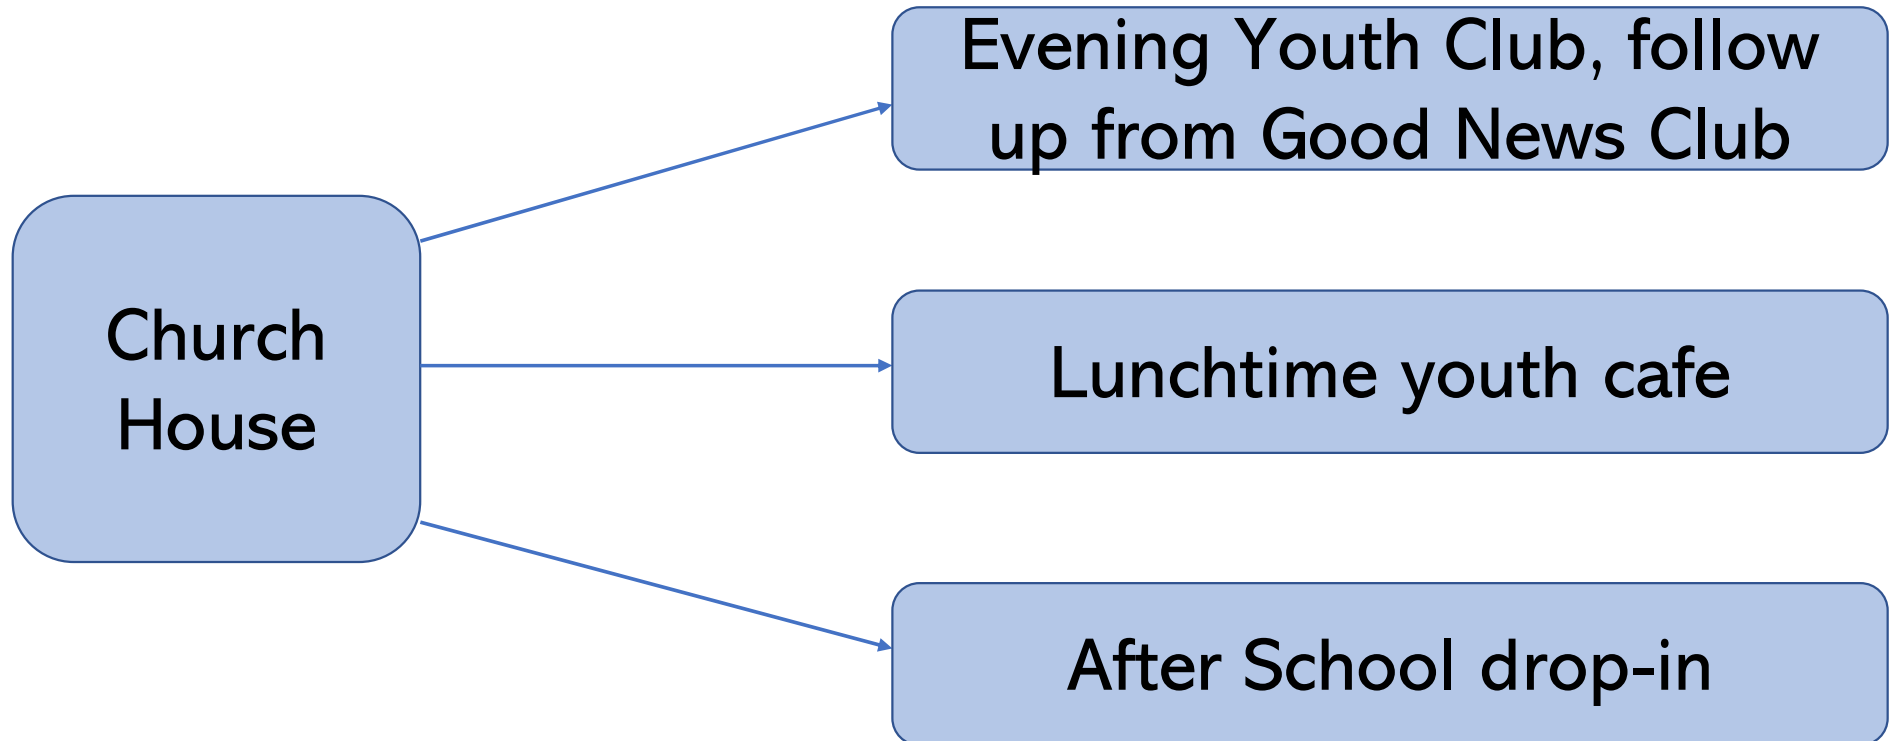 Evening Youth Club, follow
up from Good News Club
Church
House
Lunchtime youth cafe
After School drop-in